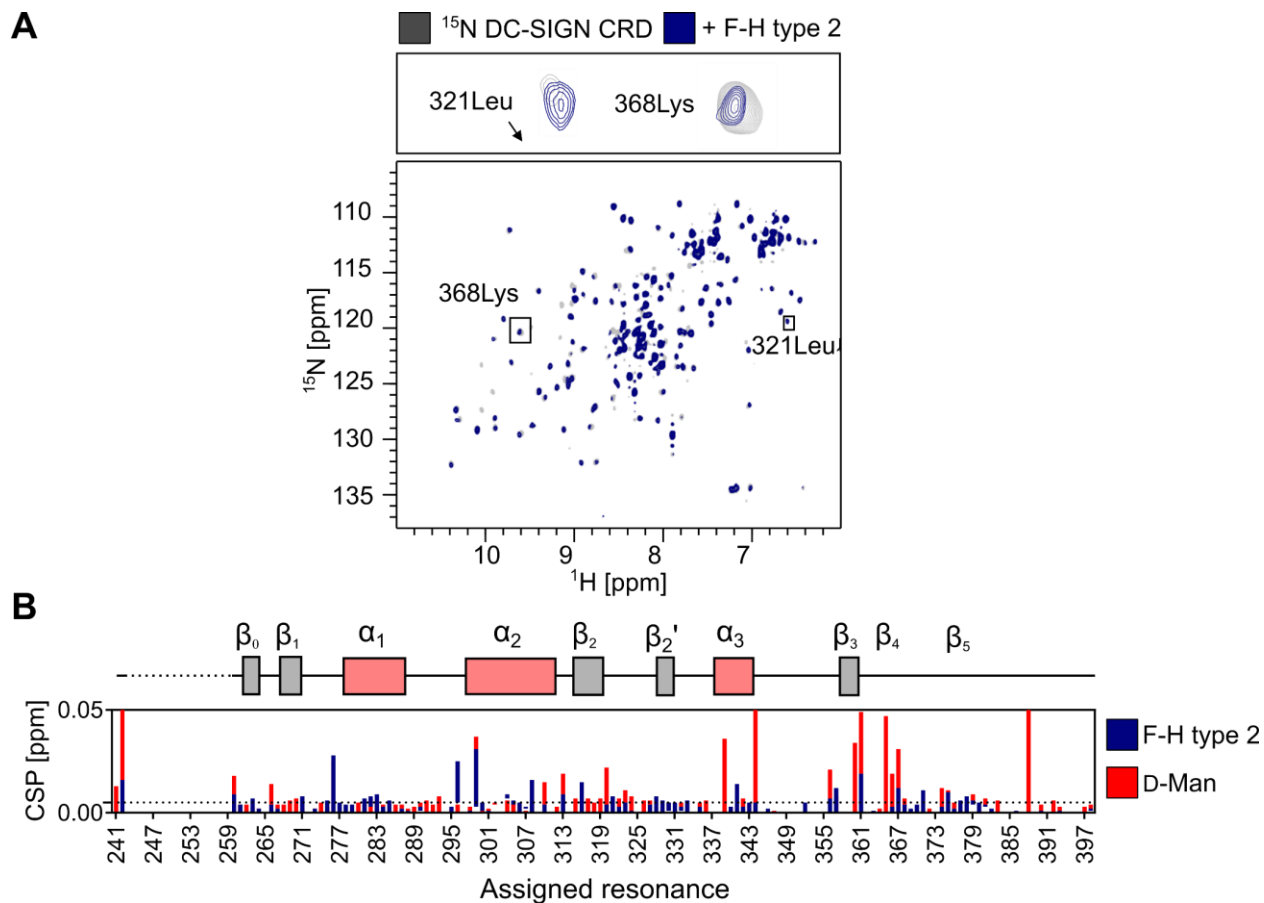 A
¹⁵N DC-SIGN CRD + F-H type 2
321Leu 368Lys
110
115
120
125
130
135
¹⁵N [ppm]
368Lys
321Leu
10 9 8 7
¹H [ppm]
B
β₀ β₁ α₁ α₂ β₂ β₂' α₃ β₃ β₄ β₅
0.05
0.00
CSP [ppm]
F-H type 2
D-Man
241 247 253 259 265 271 277 283 289 295 301 307 313 319 325 331 337 343 349 355 361 367 373 379 385 391 397
Assigned resonance